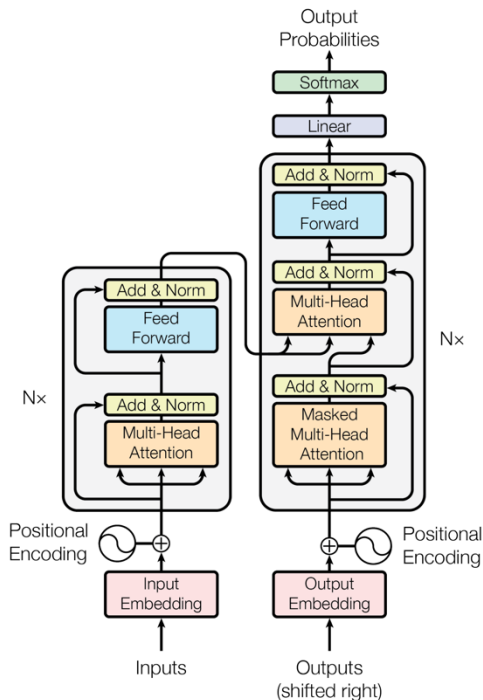 Output
Probabilities
Softmax
Linear
Add & Norm
Feed
Forward
Add & Norm
Multi-Head
Attention
Add & Norm
Masked
Multi-Head
Attention
N×
Add & Norm
Feed
Forward
Add & Norm
Multi-Head
Attention
N×
Positional
Encoding
Positional
Encoding
Input
Embedding
Output
Embedding
Inputs
Outputs
(shifted right)